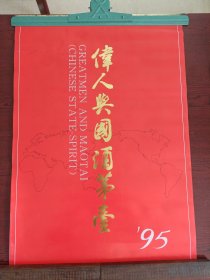 偉人與國酒茅臺
GREATMEN AND MAOTAI
(CHINESE STATE SPIRIT)
'95